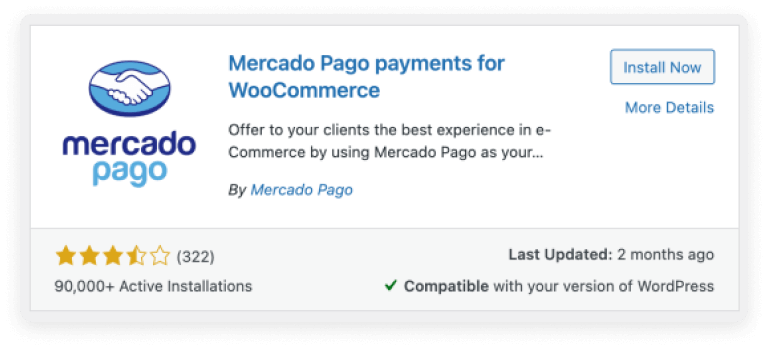 mercado
pago
Mercado Pago payments for
WooCommerce
Install Now
More Details
Offer to your clients the best experience in e-
Commerce by using Mercado Pago as your...
By Mercado Pago
(322)
90,000+ Active Installations
Last Updated: 2 months ago
Compatible with your version of WordPress